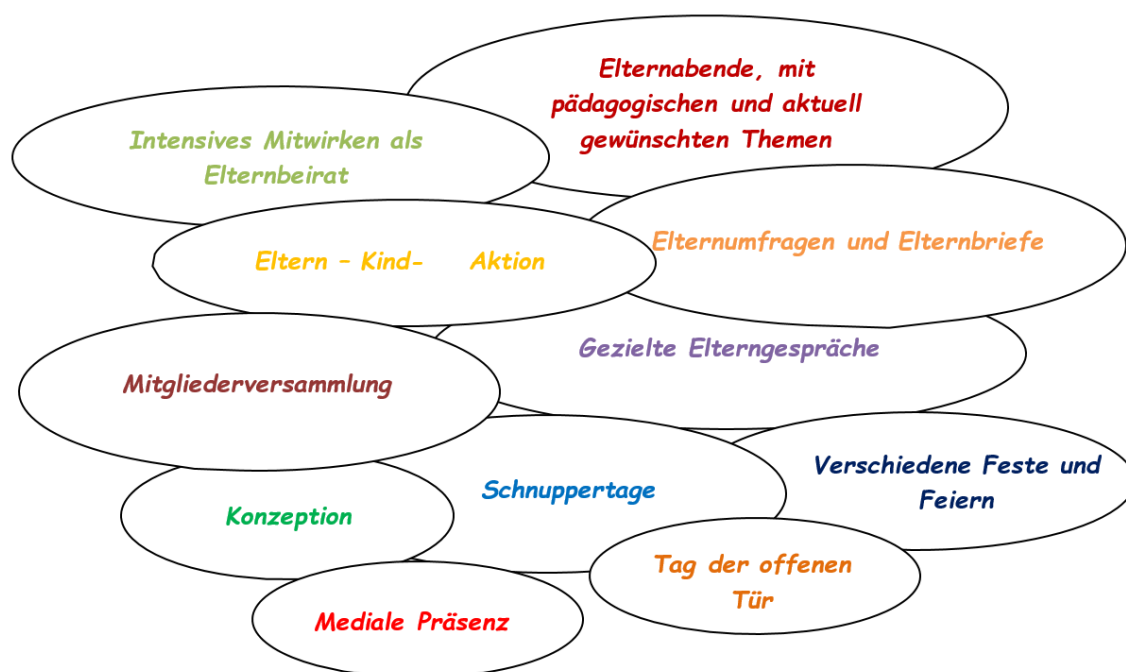 Elternabende, mit
pädagogischen und aktuell
gewünschten Themen
Intensives Mitwirken als
Elternbeirat
Elternumfragen und Elternbriefe
Eltern – Kind- Aktion
Gezielte Elterngespräche
Mitgliederversammlung
Verschiedene Feste und
Feiern
Schnuppertage
Konzeption
Tag der offenen
Tür
Mediale Präsenz